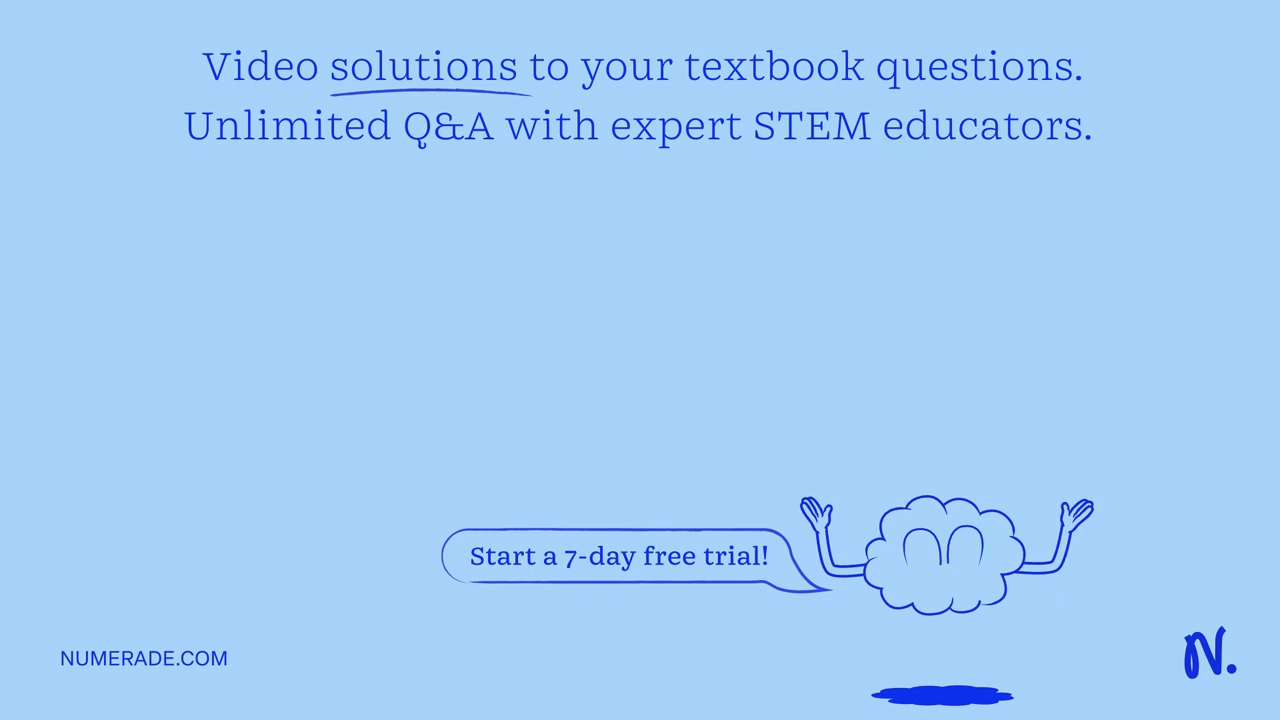 Video solutions to your textbook questions.
Unlimited Q&A with expert STEM educators.
Start a 7-day free trial!
NUMERADE.COM
N.